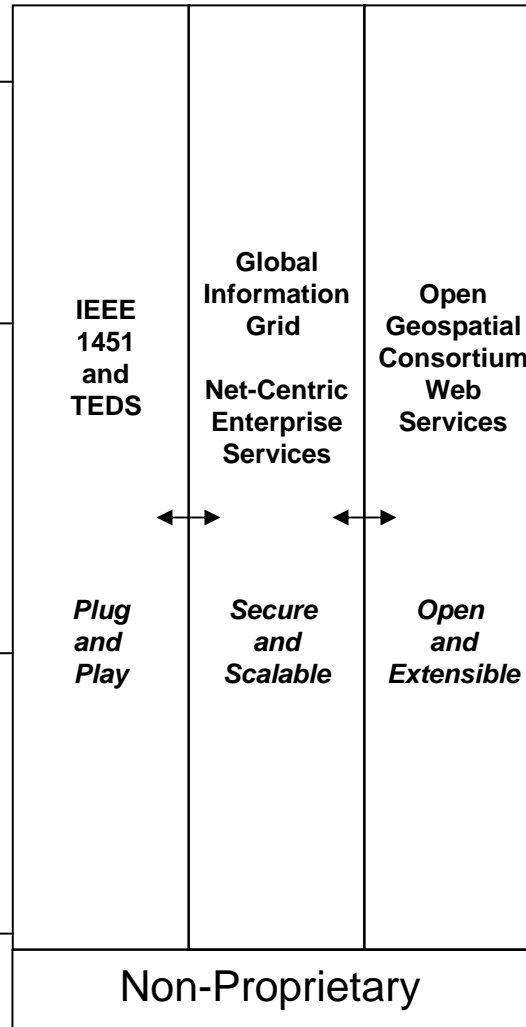 IEEE
1451
and
TEDS
Plug
and
Play
Global
Information
Grid
Net-Centric
Enterprise
Services
Secure
and
Scalable
Open
Geospatial
Consortium
Web
Services
Open
and
Extensible
Non-Proprietary